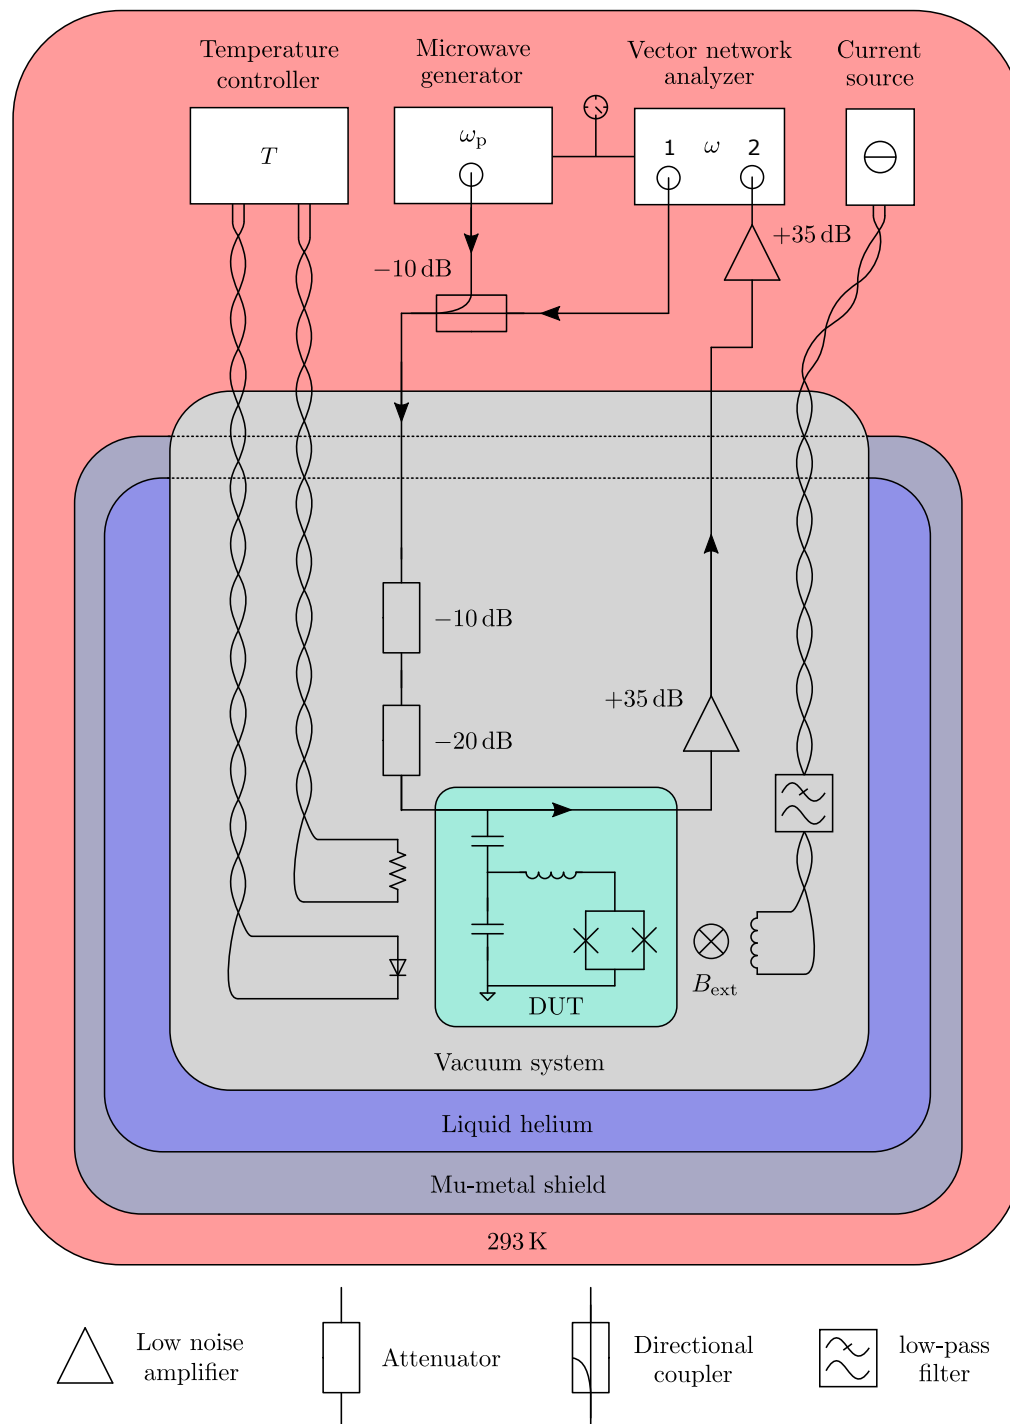 Temperature
controller
Microwave
generator
Vector network
analyzer
Current
source
T
ωp
1 ω 2
+35 dB
−10 dB
−10 dB
+35 dB
−20 dB
Bext
DUT
Vacuum system
Liquid helium
Mu-metal shield
293 K
Low noise
amplifier
Attenuator
Directional
coupler
low-pass
filter